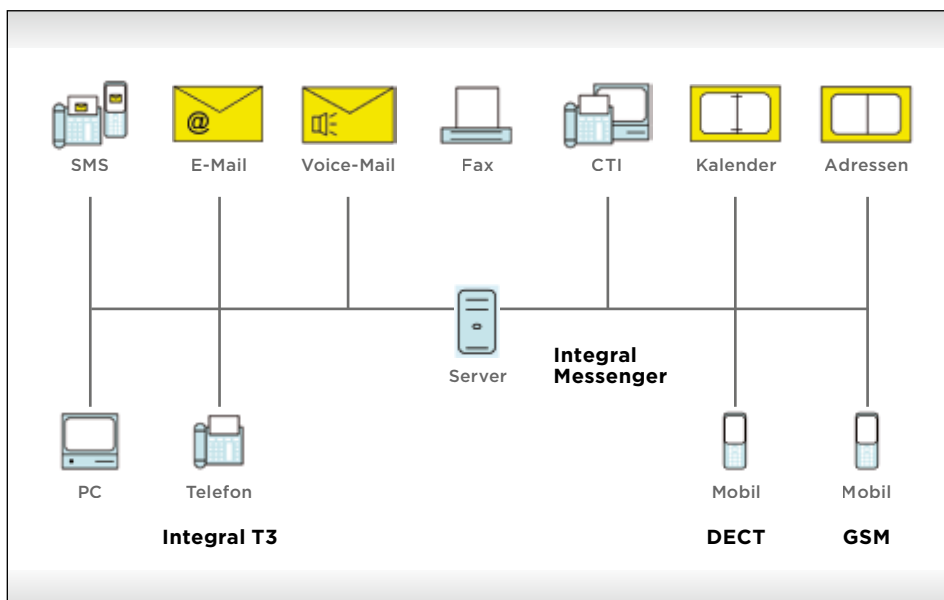 SMS
E-Mail
Voice-Mail
Fax
CTI
Kalender
Adressen
@
Server
Integral
Messenger
PC
Telefon
Mobil
Mobil
Integral T3
DECT
GSM